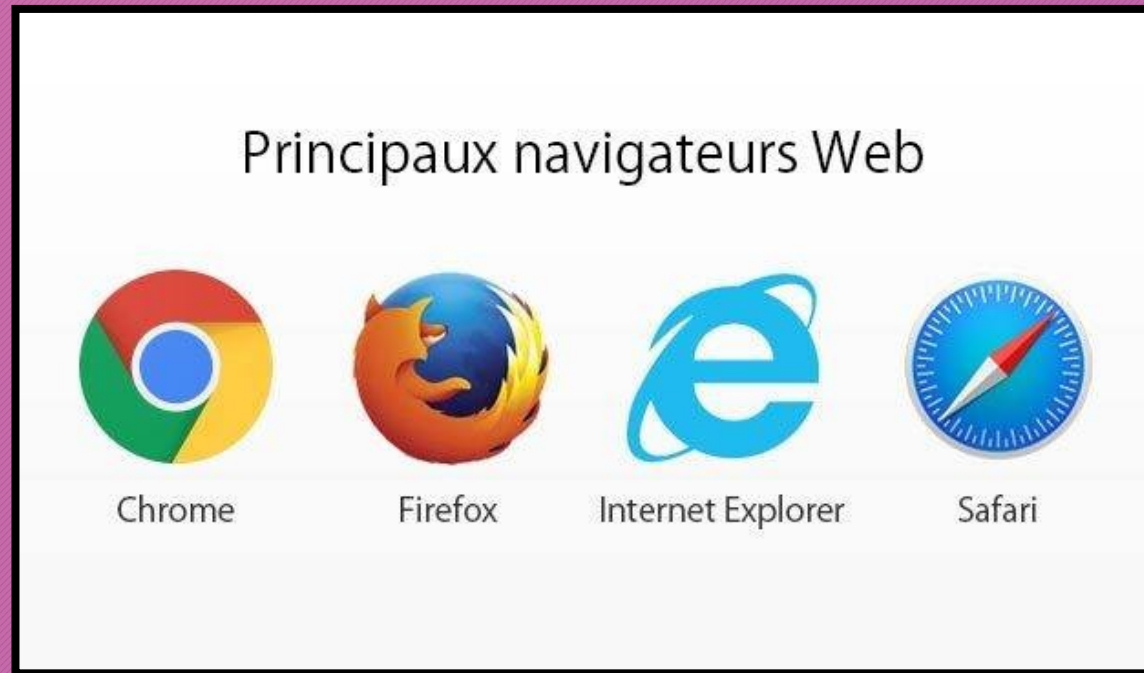 Principaux navigateurs Web
Chrome
Firefox
Internet Explorer
Safari